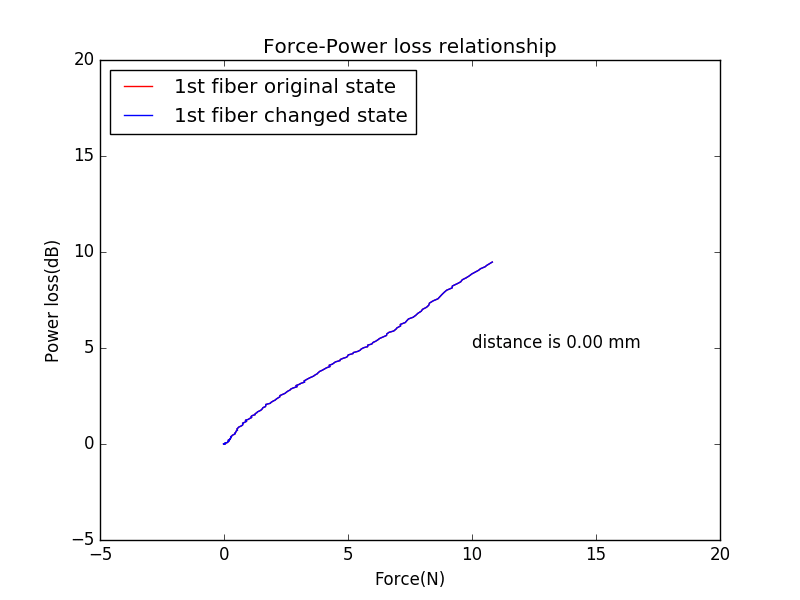 Force-Power loss relationship
1st fiber original state
1st fiber changed state
20
15
10
5
0
−5
Power loss(dB)
distance is 0.00 mm
−5 0 5 10 15 20
Force(N)